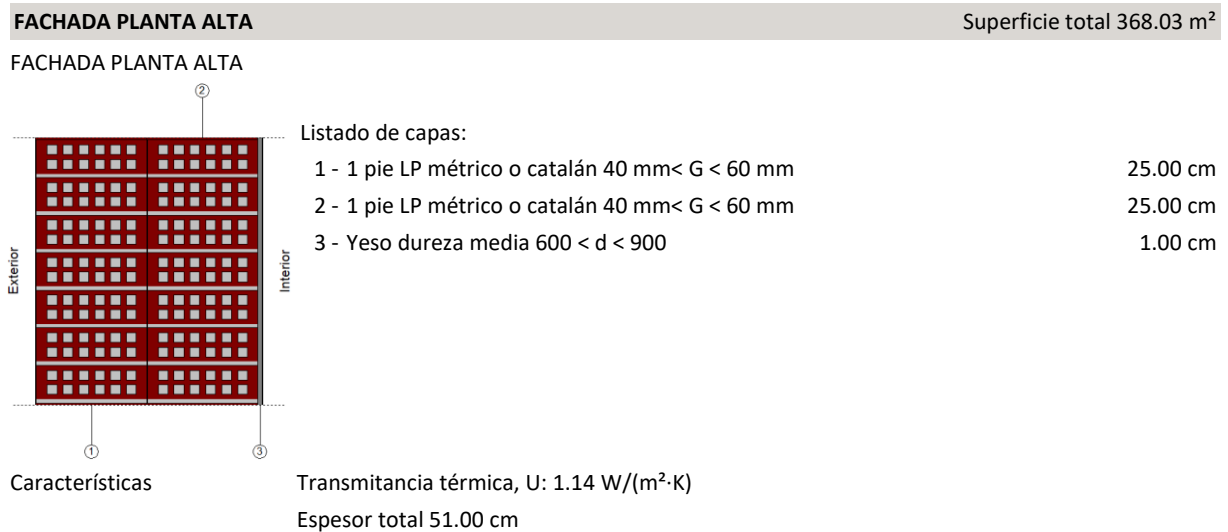 FACHADA PLANTA ALTA Superficie total 368.03 m²
FACHADA PLANTA ALTA
2
Exterior
Interior
1
3
Listado de capas:
1 - 1 pie LP métrico o catalán 40 mm< G < 60 mm 25.00 cm
2 - 1 pie LP métrico o catalán 40 mm< G < 60 mm 25.00 cm
3 - Yeso dureza media 600 < d < 900 1.00 cm
Características Transmitancia térmica, U: 1.14 W/(m²·K)
Espesor total 51.00 cm